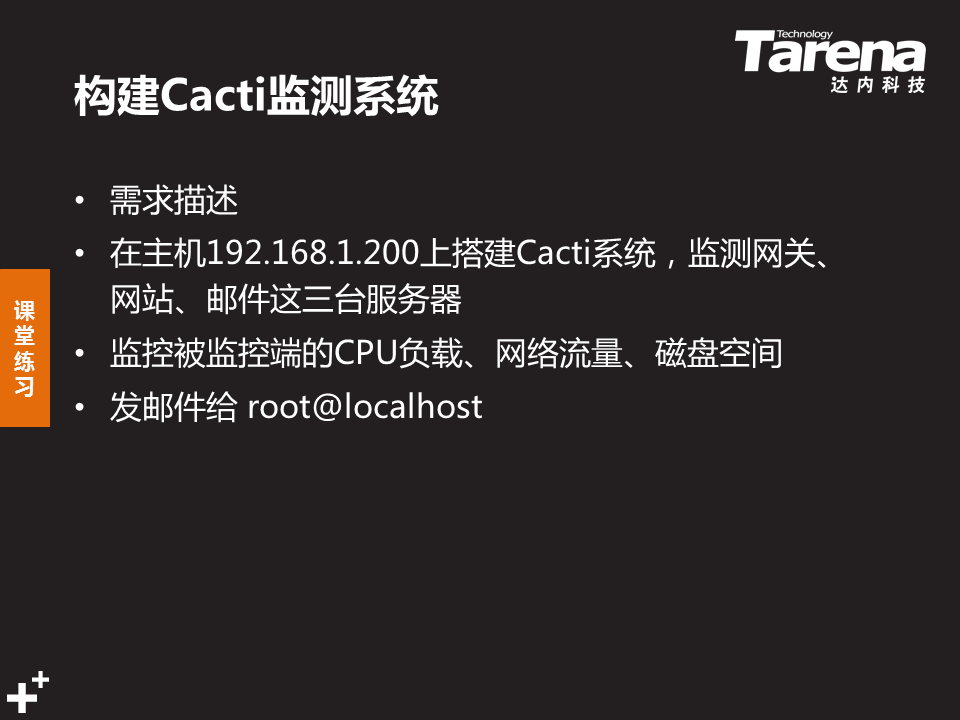 Technology
Tarena
达内科技
构建Cacti监测系统
• 需求描述
• 在主机192.168.1.200上搭建Cacti系统，监测网关、
网站、邮件这三台服务器
• 监控被监控端的CPU负载、网络流量、磁盘空间
• 发邮件给 root@localhost
课
堂
练
习